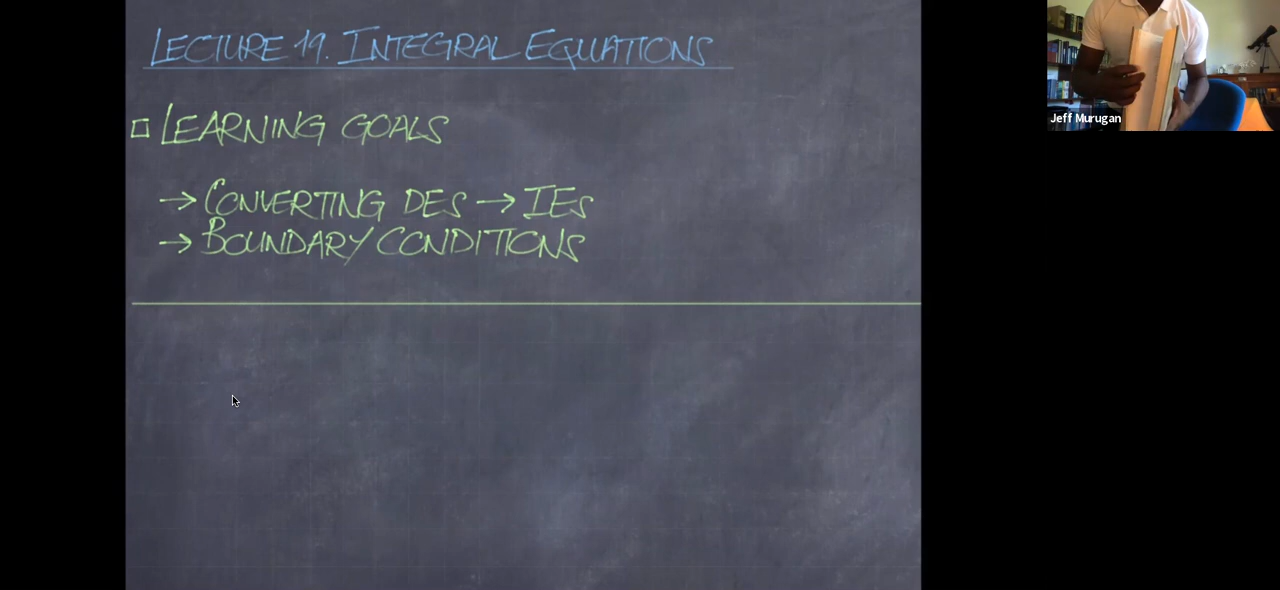 LECTURE 19. INTEGRAL EQUATIONS
LEARNING GOALS
→ CONVERTING DES → IES
→ BOUNDARY CONDITIONS
Jeff Murugan